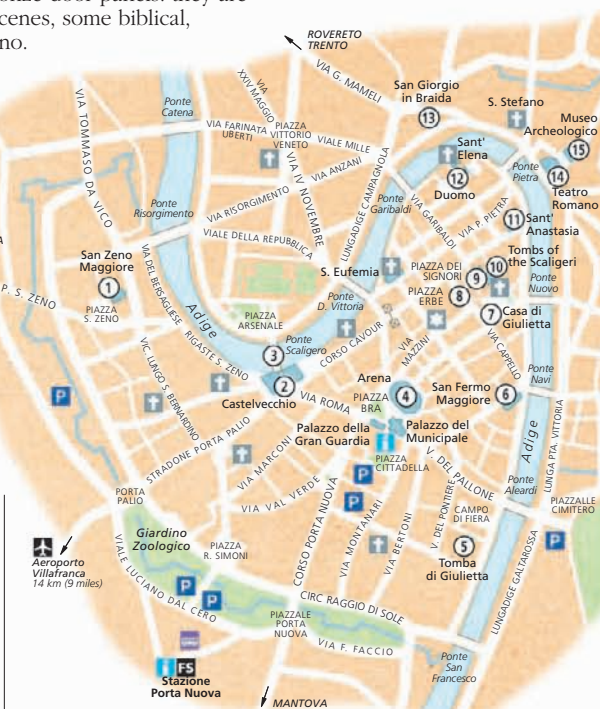 cenes, some biblical,
no.
ROVERETO
TRENTO
VIA G. MAMELI
VIA
XXIV MAGGIO
San Giorgio
in Braida
13
S. Stefano
Museo
Archeologico
15
Ponte
Catena
VIA FARINATA
UBERTI
PIAZZA
VITTORIO
VENETO
VIALE MILLE
VIA TOMMASO DA VICO
Sant'
Elena
12
Duomo
Ponte
Pietra
14
Teatro
Romano
VIA ANZANI
VIA IV NOVEMBRE
LUNGADIGE CAMPAGNOLA
Ponte
Garibaldi
VIA GARIBALDI
VIA P. PIETRA
11
Sant'
Anastasia
Ponte
Risorgimento
VIA RISORGIMENTO
VIALE DELLA REPUBBLICA
San Zeno
Maggiore
1
PIAZZA
S. ZENO
P. S. ZENO
VIA DEL BERSAGLIERE
Adige
RIGASTE S. ZENO
S. Eufemia
PIAZZA DEI
SIGNORI
9
10
Tombs of
the Scaligeri
PIAZZA
ERBE
8
Ponte
Nuovo
7
Casa di
Giulietta
PIAZZA
ARSENALE
Ponte
D. Vittoria
3
Ponte
Scaligero
CORSO CAVOUR
VIA
MAZZINI
VIA CAPPELLO
2
Castelvecchio
VIA ROMA
Arena
4
PIAZZA
BRA
San Fermo
Maggiore
6
Ponte
Navi
VIC. LUNGO S. BERNARDINO
P
STRADONE PORTA PALIO
Palazzo della
Gran Guardia
Palazzo del
Municipale
i
PIAZZA
CITTADELLA
Adige
LUNGA PTA. VITTORIA
VIA MARCONI
VIA VAL VERDE
P
P
V. DEL PALLONE
V. DEL PONTIERE
Ponte
Aleardi
PORTA
PALIO
CORSO PORTA NUOVA
VIA MONTANARI
VIA BERTONI
CAMPO
DI FIERA
5
Tomba
di Giulietta
PIAZZALE
CIMITERO
P
LUNGADIGE GALTAROSSA
Giardino
Zoologico
PIAZZA
R. SIMONI
Aeroporto
Villafranca
14 km (9 miles)
VIALE LUCIANO DAL CERO
P
P
CIRC RAGGIO DI SOLE
PIAZZALE
PORTA
NUOVA
VIA F. FACCIO
i
FS
Stazione
Porta Nuova
Ponte
San
Francesco
MANTOVA